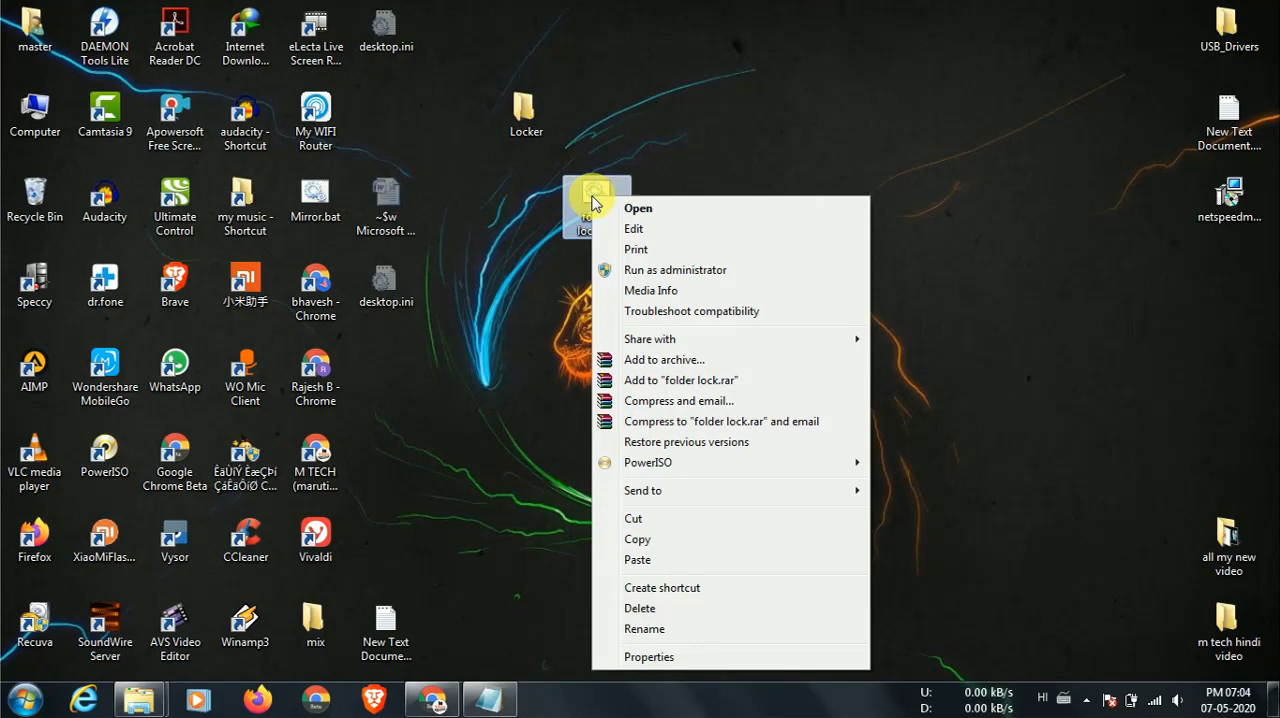 master
DAEMON
Tools Lite
Acrobat
Reader DC
Internet
Downlo...
eLecta Live
Screen R...
desktop.ini
USB_Drivers
Computer
Camtasia 9
Apowersoft
Free Scre...
audacity -
Shortcut
My WIFI
Router
Locker
New Text
Document....
Recycle Bin
Audacity
Ultimate
Control
my music -
Shortcut
Mirror.bat
~$w
Microsoft ...
netspeedm...
Speccy
dr.fone
Brave
小米助手
bhavesh -
Chrome
desktop.ini
AIMP
Wondershare
MobileGo
WhatsApp
WO Mic
Client
Rajesh B -
Chrome
VLC media
player
PowerISO
Google
Chrome Beta
M TECH
(maruti...
Firefox
XiaoMiFlas...
Vysor
CCleaner
Vivaldi
all my new
video
Recuva
SoundWire
Server
AVS Video
Editor
Winamp3
mix
New Text
Docume...
m tech hindi
video
Open
Edit
Print
Run as administrator
Media Info
Troubleshoot compatibility
Share with
Add to archive...
Add to "folder lock.rar"
Compress and email...
Compress to "folder lock.rar" and email
Restore previous versions
PowerISO
Send to
Cut
Copy
Paste
Create shortcut
Delete
Rename
Properties
U: 0.00 kB/s
D: 0.00 kB/s
HI
PM 07:04
07-05-2020